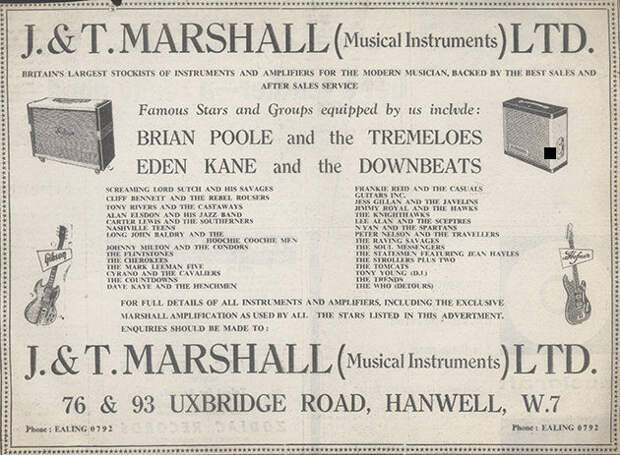 J. & T. MARSHALL (Musical Instruments) LTD.
BRITAIN'S LARGEST STOCKISTS OF INSTRUMENTS AND AMPLIFIERS FOR THE MODERN MUSICIAN, BACKED BY THE BEST SALES AND
AFTER SALES SERVICE
Famous Stars and Groups equipped by us include:
BRIAN POOLE and the TREMELOES
EDEN KANE and the DOWNBEATS
SCREAMING LORD SUTCH AND HIS SAVAGES
CLIFF BENNETT AND THE REBEL ROUSERS
TONY RIVERS AND THE CASTAWAYS
ALAN ELSDON AND HIS JAZZ BAND
CARTER LEWIS AND THE SOUTHERNERS
NASHVILLE TEENS
LONG JOHN BALDRY AND THE
HOOCHIE COOCHIE MEN
JOHNNY MILTON AND THE CONDORS
THE FLINTSTONES
THE CHEROKEES
THE MARK LEEMAN FIVE
CYRANO AND THE CAVALIERS
THE COUNTDOWNS
DAVE KAYE AND THE HENCHMEN
FRANKIE REID AND THE CASUALS
GUITARS INC.
JESS GILLAN AND THE JAVELINS
JIMMY ROYAL AND THE HAWKS
THE KNIGHTHAWKS
LEE ALAN AND THE SCEPTRES
NYAN AND THE SPARTANS
PETER NELSON AND THE TRAVELLERS
THE RAVING SAVAGES
THE SOUL MESSENGERS
THE STATESMEN FEATURING JEAN HAYLES
THE STROLLERS PLUS TWO
THE TOMCATS
TONY YOUNG (D.J.)
THE TRENDS
THE WHO (DETOURS)
Gibson
Hofner
FOR FULL DETAILS OF ALL INSTRUMENTS AND AMPLIFIERS, INCLUDING THE EXCLUSIVE
MARSHALL AMPLIFICATION AS USED BY ALL THE STARS LISTED IN THIS ADVERTMENT.
ENQUIRIES SHOULD BE MADE TO:
J. & T. MARSHALL (Musical Instruments) LTD.
76 & 93 UXBRIDGE ROAD, HANWELL, W.7
Phone: EALING 0792
Phone: EALING 0792